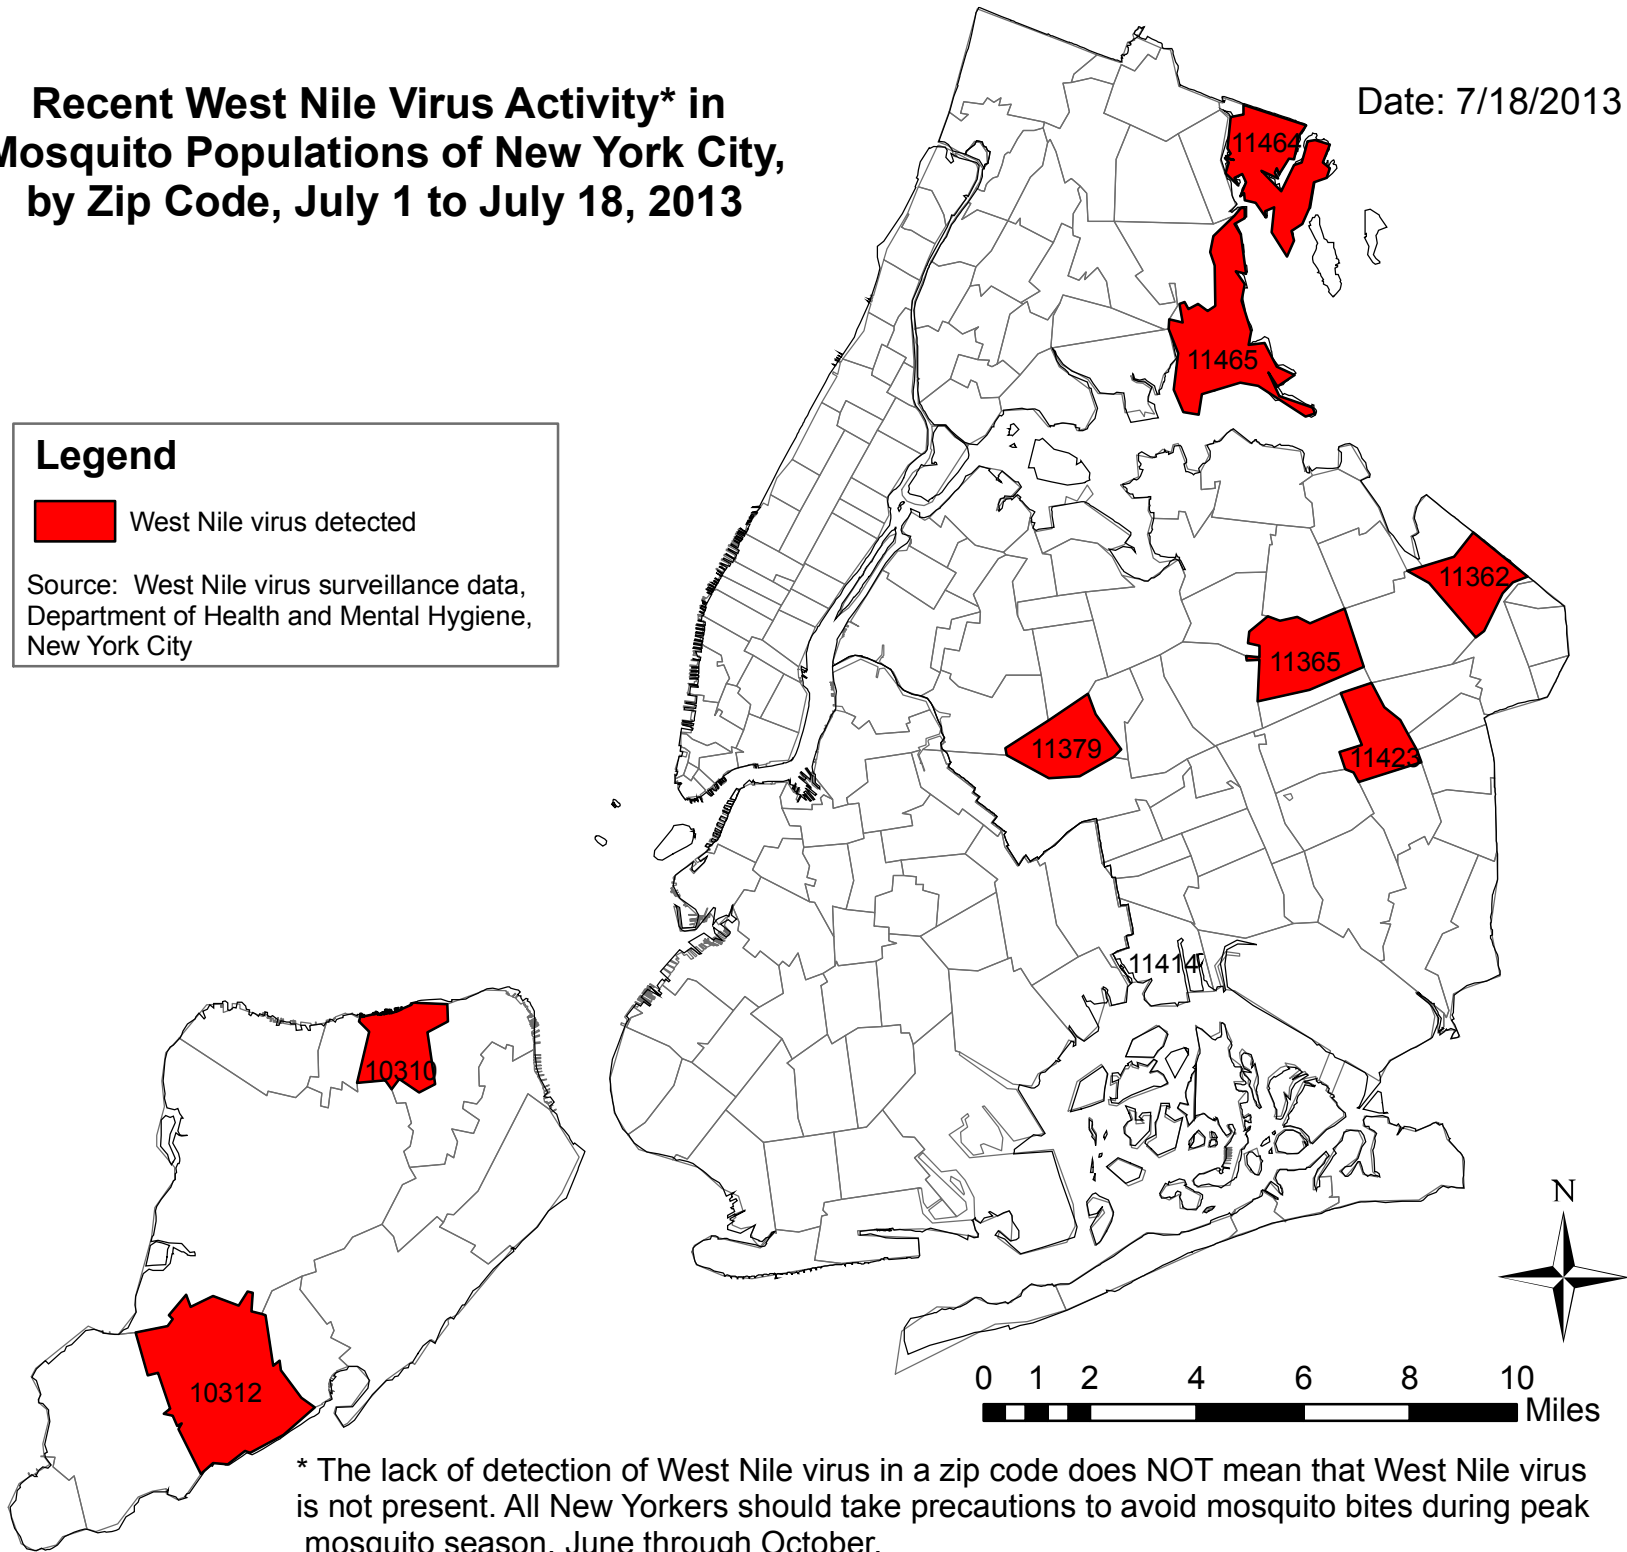 Recent West Nile Virus Activity* in
Mosquito Populations of New York City,
by Zip Code, July 1 to July 18, 2013
Date: 7/18/2013
11464
11465
Legend
West Nile virus detected
Source: West Nile virus surveillance data,
Department of Health and Mental Hygiene,
New York City
11362
11365
11379
11423
11414
10310
10312
N
0 1 2 4 6 8 10
Miles
* The lack of detection of West Nile virus in a zip code does NOT mean that West Nile virus
is not present. All New Yorkers should take precautions to avoid mosquito bites during peak
mosquito season, June through October.